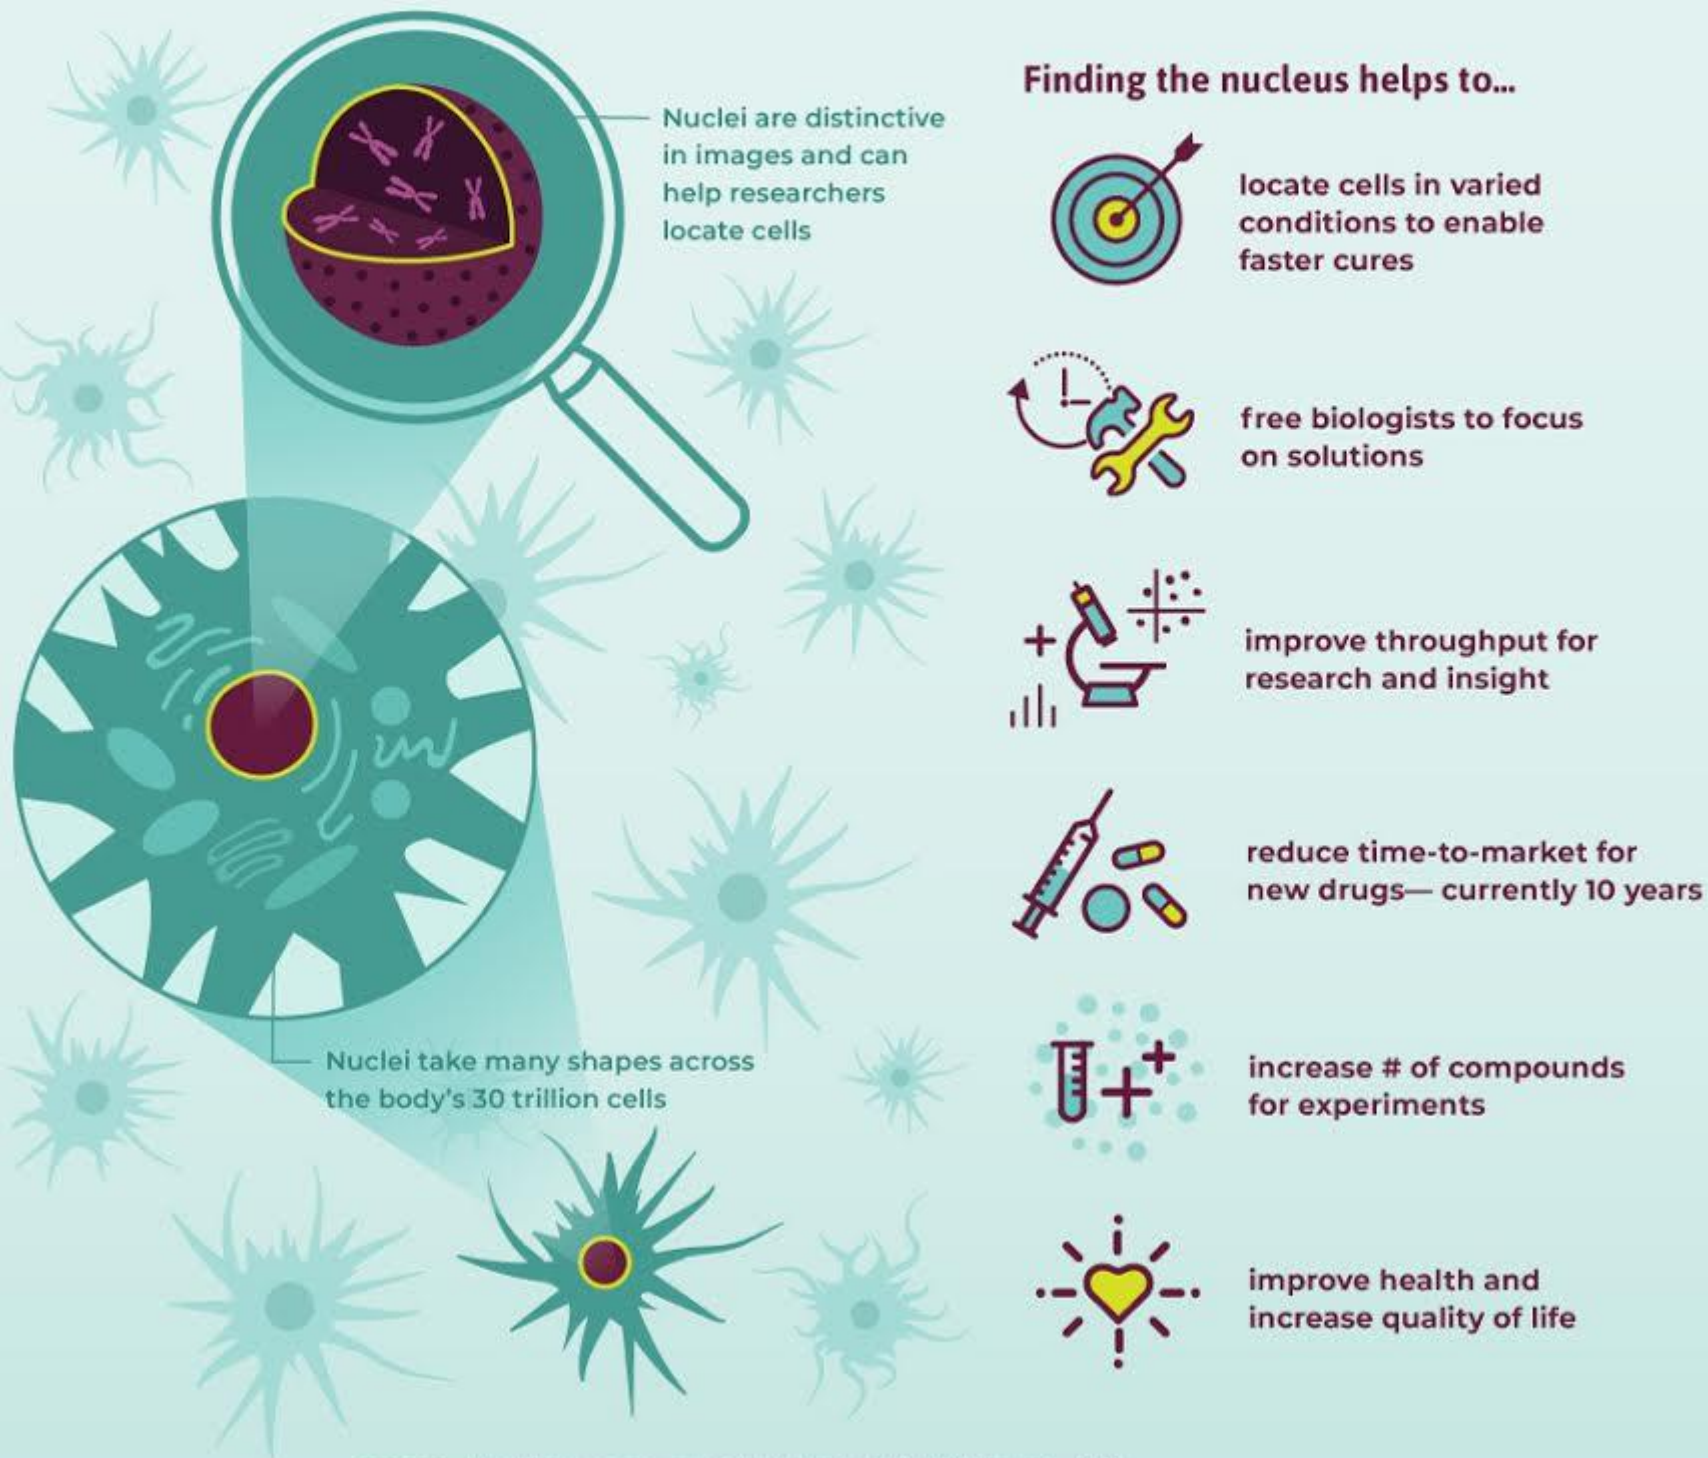 Nuclei are distinctive
in images and can
help researchers
locate cells
Nuclei take many shapes across
the body's 30 trillion cells
Finding the nucleus helps to...
locate cells in varied
conditions to enable
faster cures
free biologists to focus
on solutions
improve throughput for
research and insight
reduce time-to-market for
new drugs— currently 10 years
increase # of compounds
for experiments
improve health and
increase quality of life